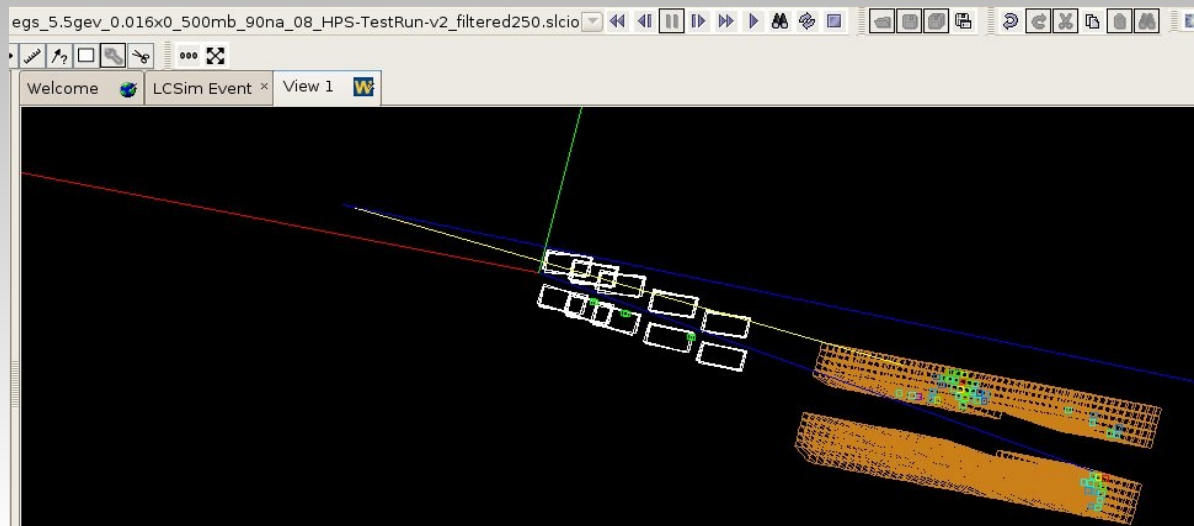 egs_5.5gev_0.016x0_500mb_90na_08_HPS-TestRun-v2_filtered250.slcio
Welcome LCSim Event × View 1